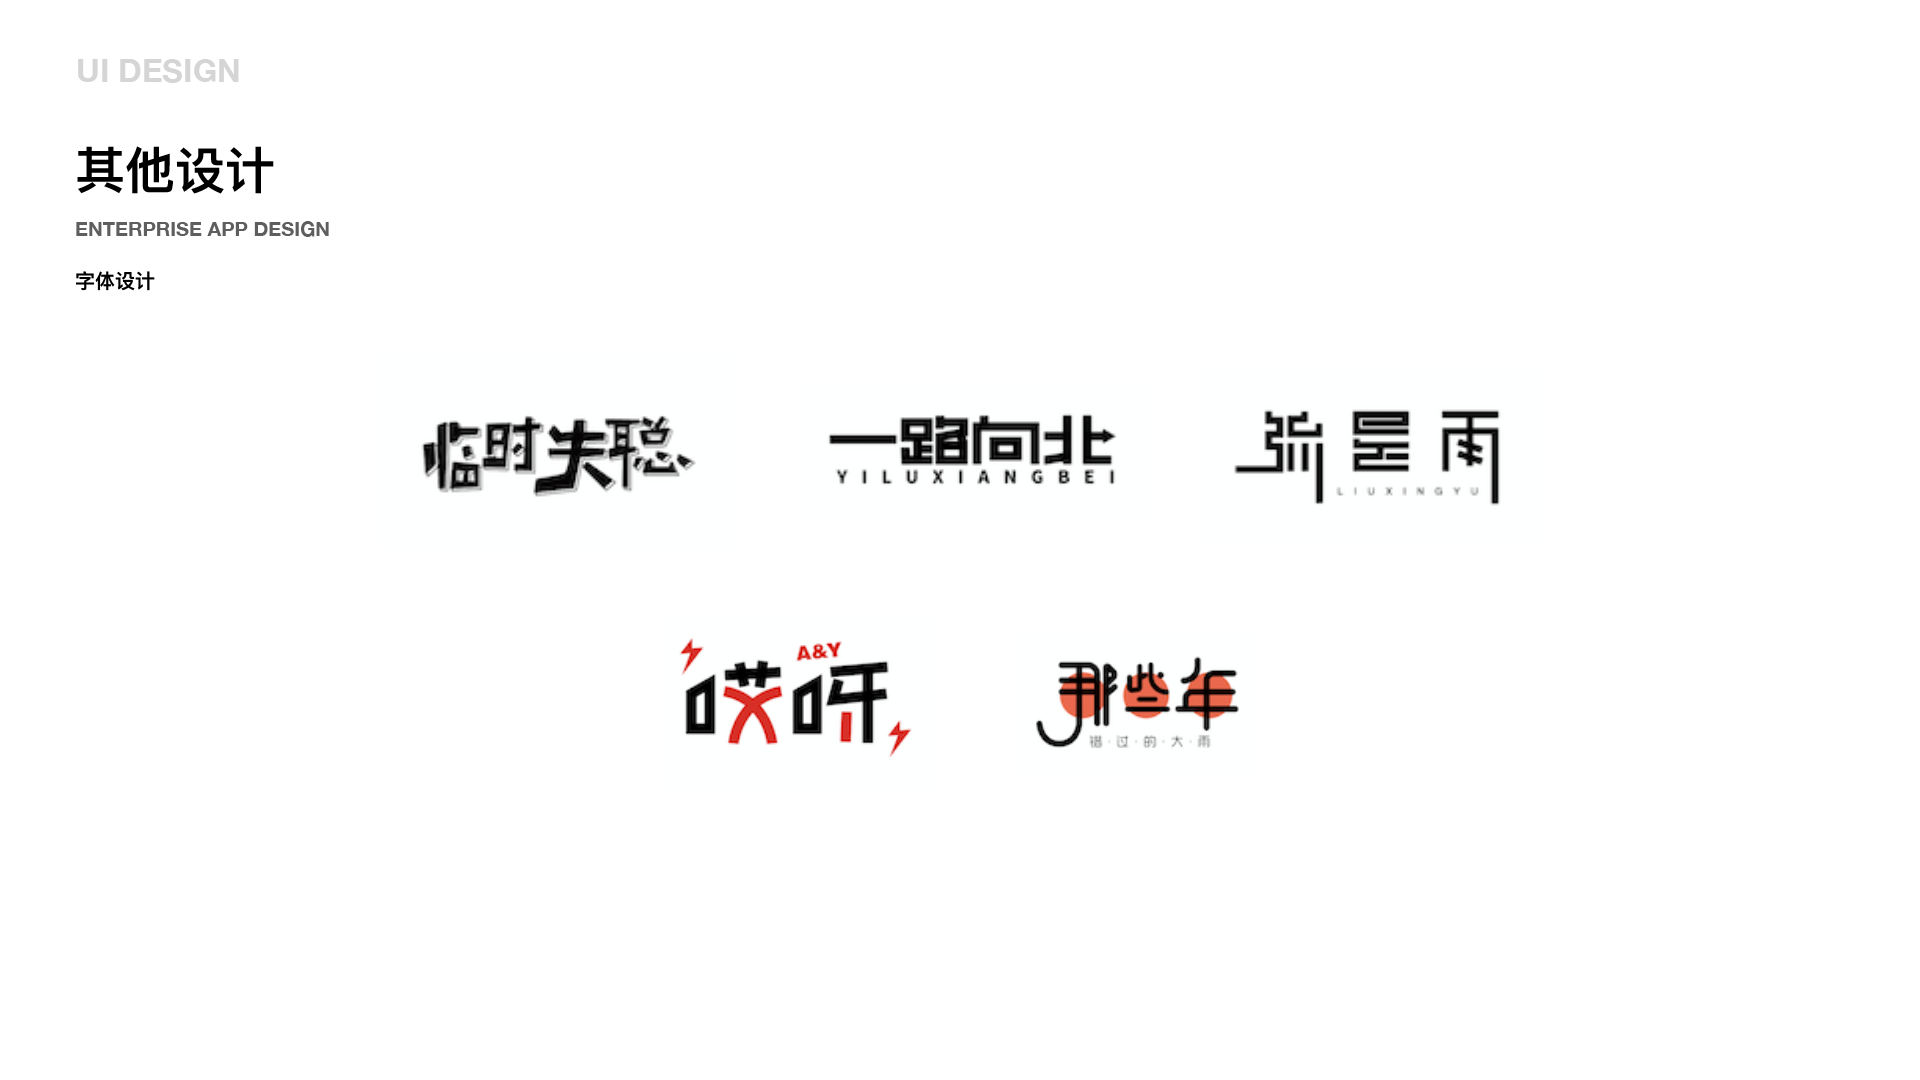 UI DESIGN
其他设计
ENTERPRISE APP DESIGN
字体设计
临时失聪
一路向北
YILUXIANGBEI
流星雨
LIUXINGYU
A&Y
哎呀
那些年
错·过·的·大·雨